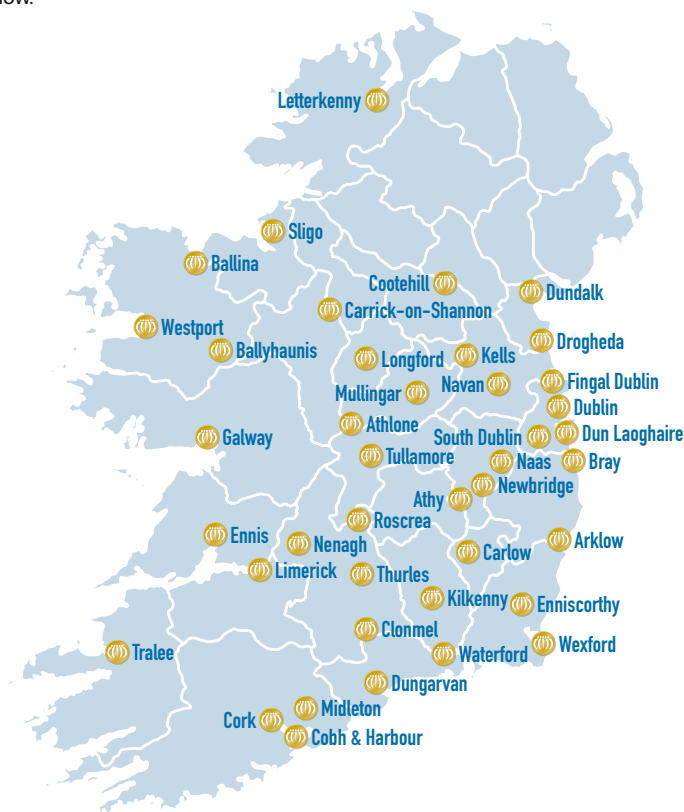 Letterkenny
Sligo
Ballina
Cootehill
Dundalk
Carrick-on-Shannon
Westport
Drogheda
Ballyhaunis
Kells
Longford
Navan
Fingal Dublin
Mullingar
Dublin
Athlone
Dun Laoghaire
South Dublin
Galway
Tullamore
Naas
Bray
Newbridge
Athy
Roscrea
Ennis
Arklow
Nenagh
Carlow
Limerick
Thurles
Kilkenny
Enniscorthy
Clonmel
Wexford
Tralee
Waterford
Dungarvan
Midleton
Cork
Cobh & Harbour